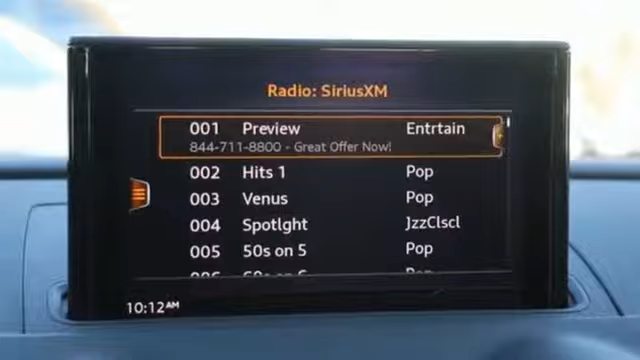 Radio: SiriusXM
001 Preview Entrtain
844-711-8800 - Great Offer Now!
002 Hits 1 Pop
003 Venus Pop
004 Spotlght JzzClscl
005 50s on 5 Pop
10:12AM